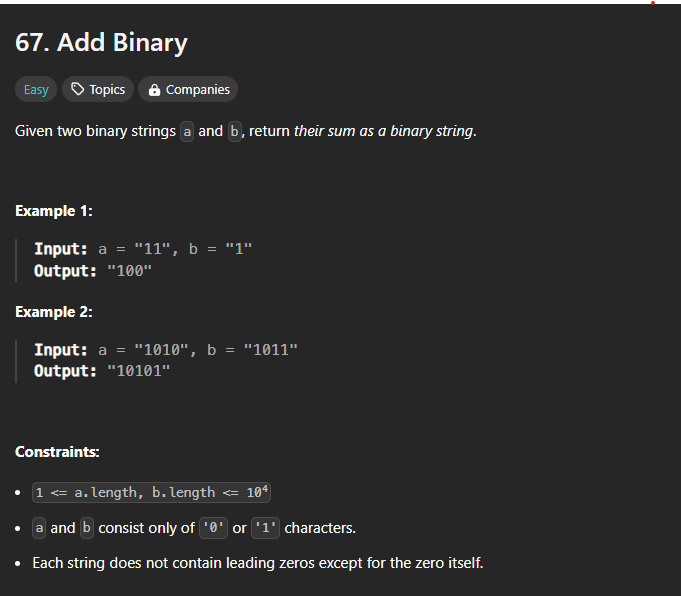 67. Add Binary
Easy Topics Companies
Given two binary strings a and b, return their sum as a binary string.
Example 1:
Input: a = "11", b = "1"
Output: "100"
Example 2:
Input: a = "1010", b = "1011"
Output: "10101"
Constraints:
• 1 <= a.length, b.length <= 10⁴
• a and b consist only of '0' or '1' characters.
• Each string does not contain leading zeros except for the zero itself.